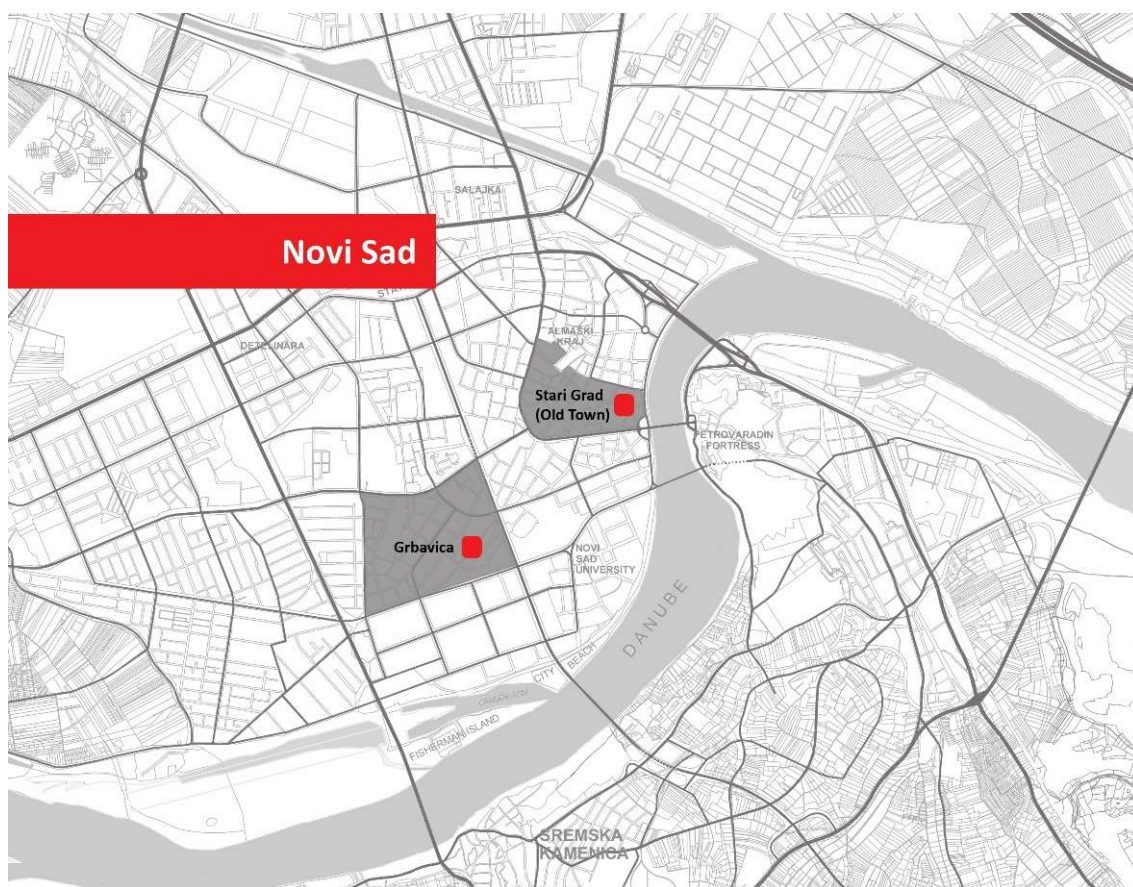 SALAJKA
Novi Sad
DETELINARA
ALMAŠKI
KRAJ
Stari Grad
(Old Town)
ETROVARADIN
FORTRESS
Grbavica
NOVI
SAD
UNIVERSITY
DANUBE
CITY BEACH
FISHERMAN ISLAND
SREMSKA
KAMENICA